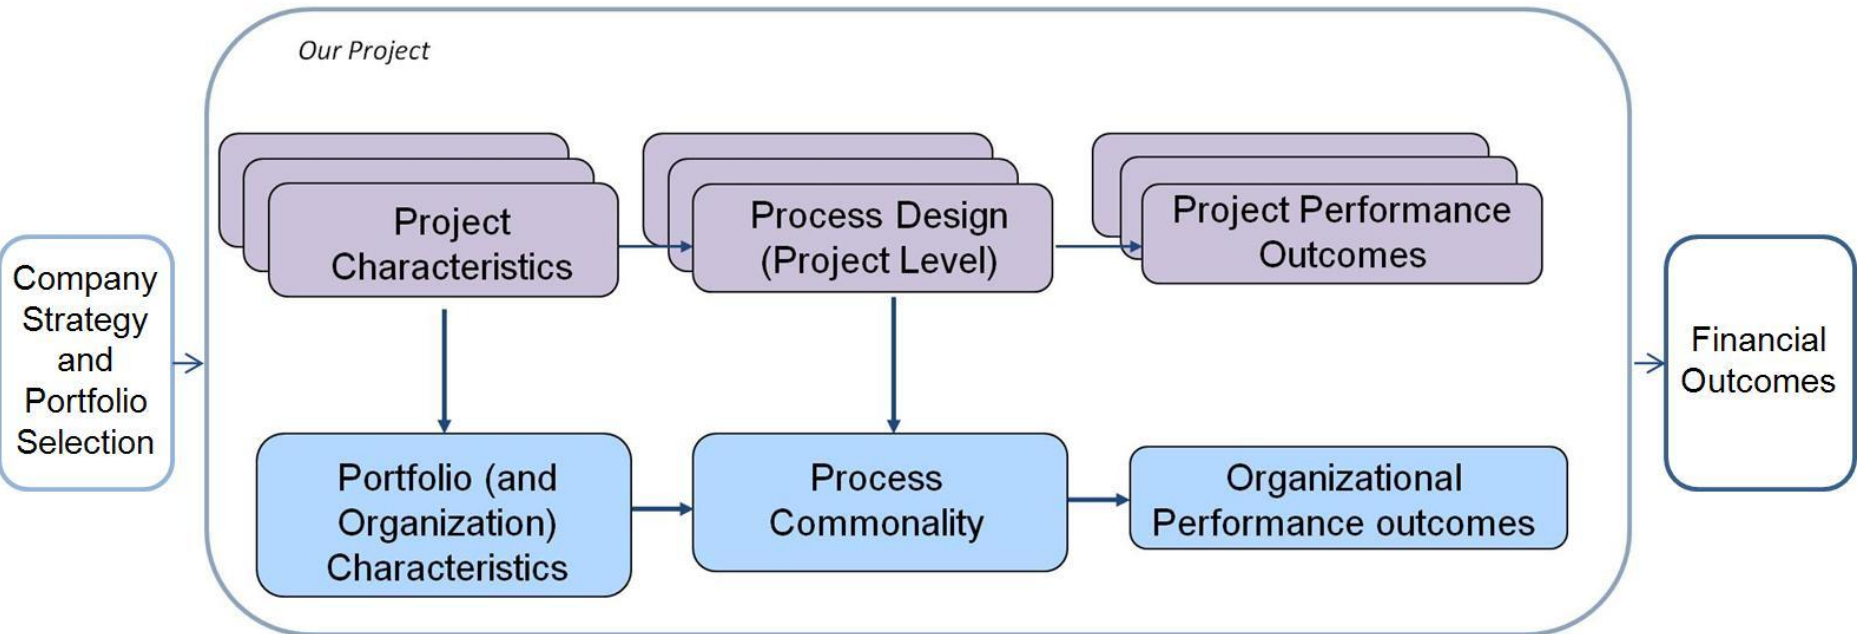 Our Project
Project
Characteristics
Process Design
(Project Level)
Project Performance
Outcomes
Company
Strategy
and
Portfolio
Selection
Financial
Outcomes
Portfolio (and
Organization)
Characteristics
Process
Commonality
Organizational
Performance outcomes